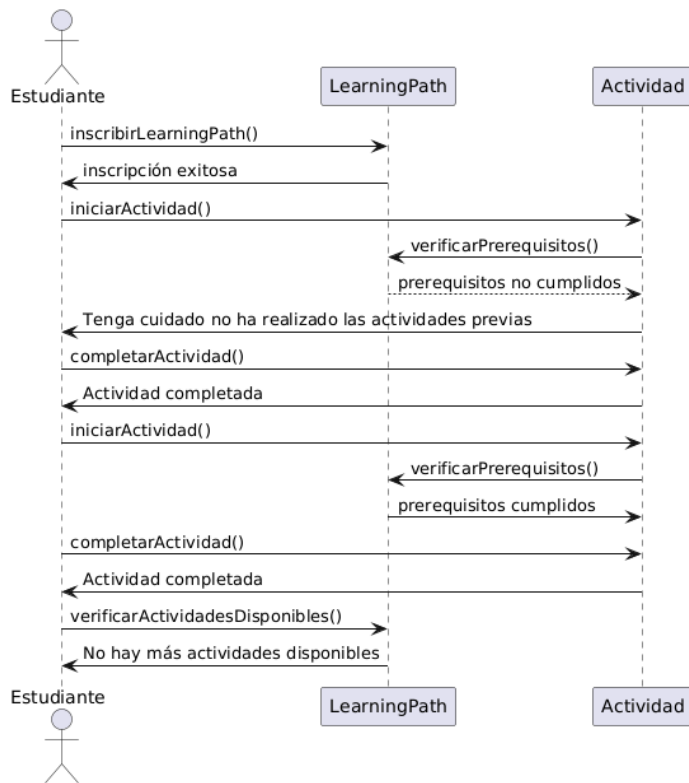 Estudiante
LearningPath
Actividad
inscribirLearningPath()
inscripción exitosa
iniciarActividad()
verificarPrerequisitos()
prerequisitos no cumplidos
Tenga cuidado no ha realizado las actividades previas
completarActividad()
Actividad completada
iniciarActividad()
verificarPrerequisitos()
prerequisitos cumplidos
completarActividad()
Actividad completada
verificarActividadesDisponibles()
No hay más actividades disponibles
Estudiante
LearningPath
Actividad